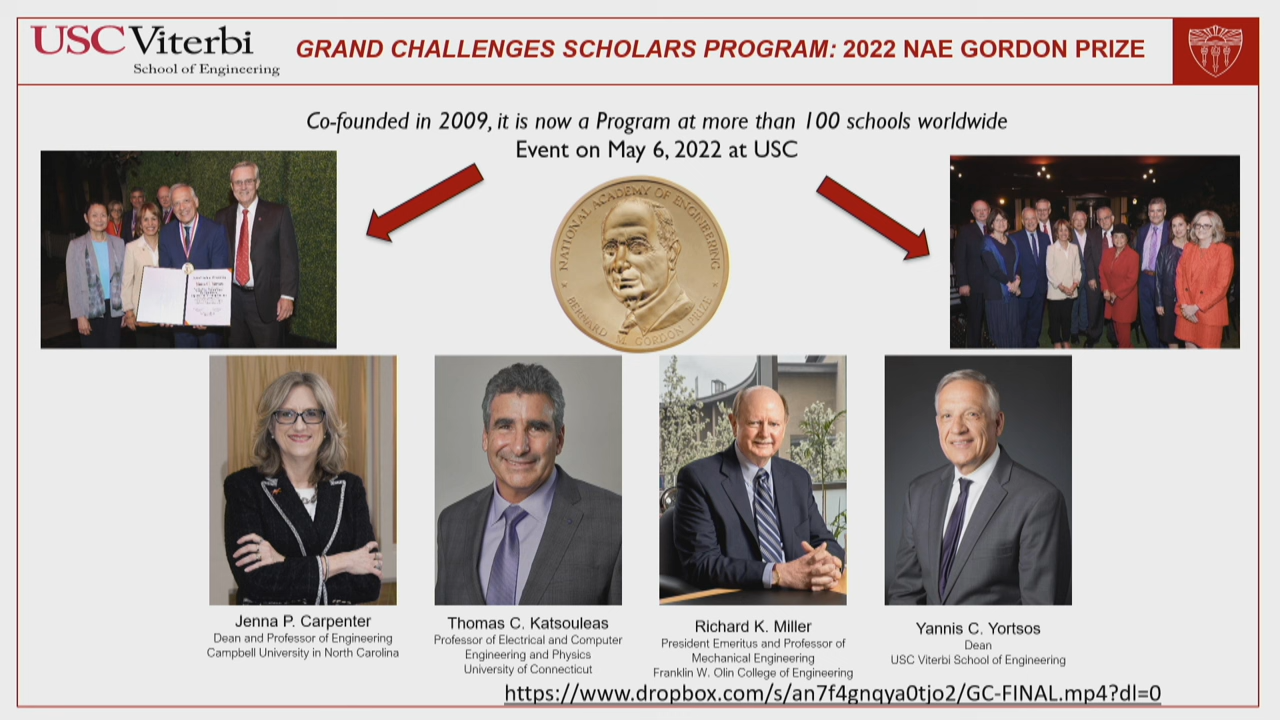 USC Viterbi
School of Engineering
GRAND CHALLENGES SCHOLARS PROGRAM: 2022 NAE GORDON PRIZE
Co-founded in 2009, it is now a Program at more than 100 schools worldwide
Event on May 6, 2022 at USC
NATIONAL ACADEMY OF ENGINEERING
BERNARD M. GORDON PRIZE
Jenna P. Carpenter
Dean and Professor of Engineering
Campbell University in North Carolina
Thomas C. Katsouleas
Professor of Electrical and Computer
Engineering and Physics
University of Connecticut
Richard K. Miller
President Emeritus and Professor of
Mechanical Engineering
Franklin W. Olin College of Engineering
Yannis C. Yortsos
Dean
USC Viterbi School of Engineering
https://www.dropbox.com/s/an7f4gnqya0tjo2/GC-FINAL.mp4?dl=0